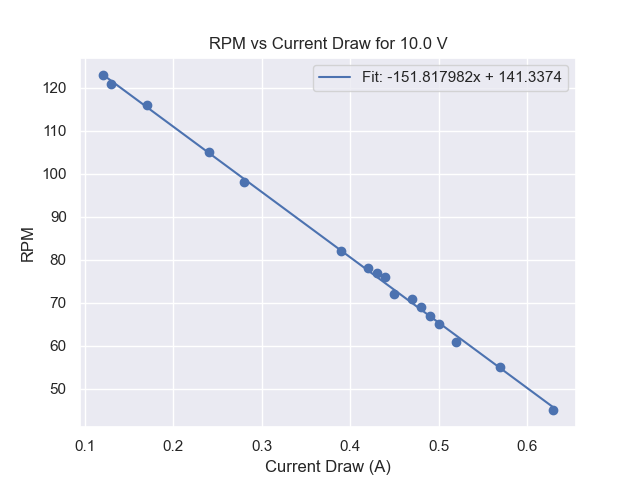 RPM vs Current Draw for 10.0 V
Fit: -151.817982x + 141.3374
120
110
100
90
80
70
60
50
RPM
0.1 0.2 0.3 0.4 0.5 0.6
Current Draw (A)